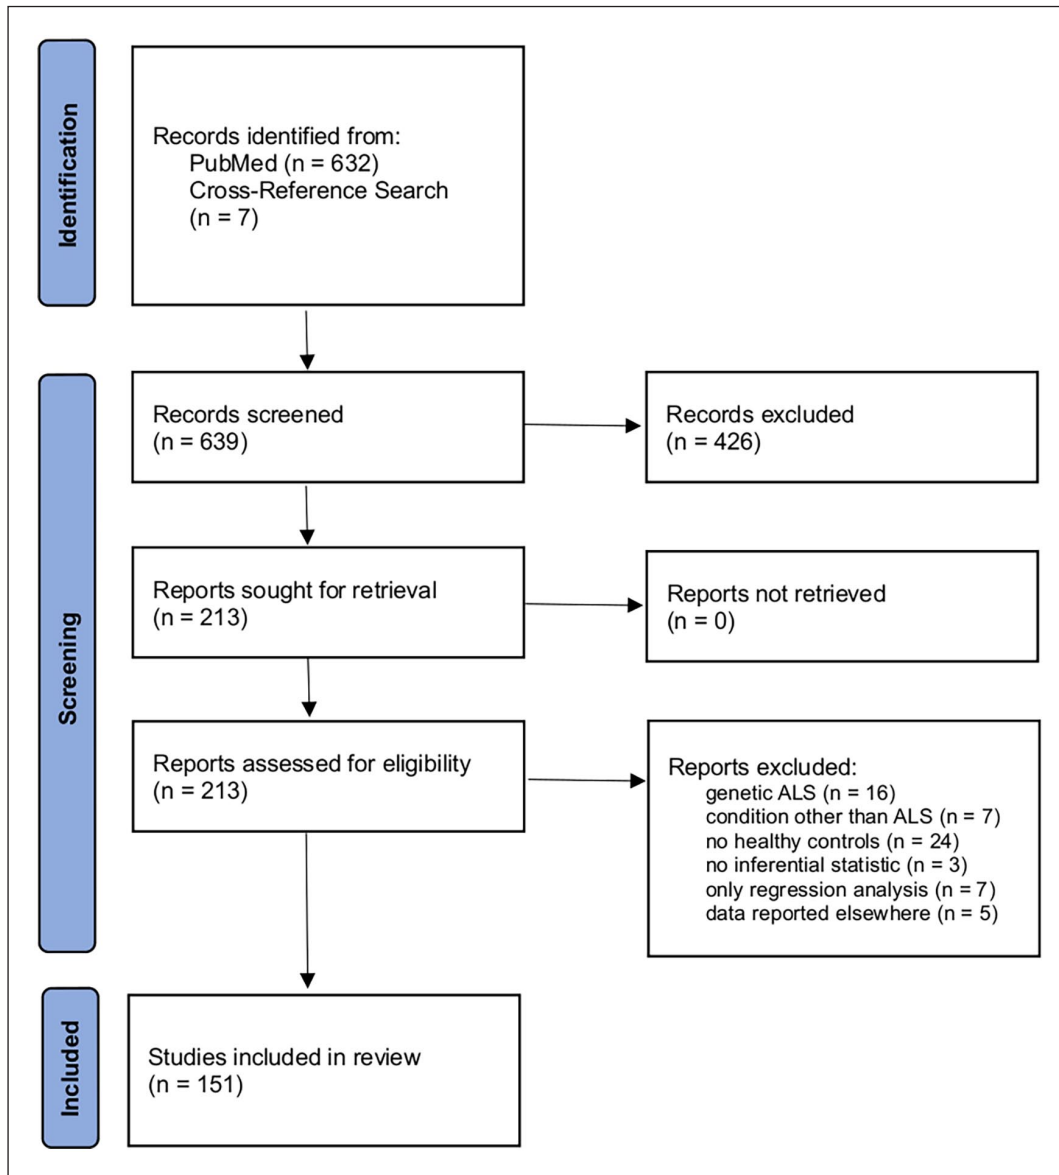 Identification
Records identified from:
PubMed (n = 632)
Cross-Reference Search
(n = 7)
Screening
Records screened
(n = 639)
Records excluded
(n = 426)
Reports sought for retrieval
(n = 213)
Reports not retrieved
(n = 0)
Reports assessed for eligibility
(n = 213)
Reports excluded:
genetic ALS (n = 16)
condition other than ALS (n = 7)
no healthy controls (n = 24)
no inferential statistic (n = 3)
only regression analysis (n = 7)
data reported elsewhere (n = 5)
Included
Studies included in review
(n = 151)